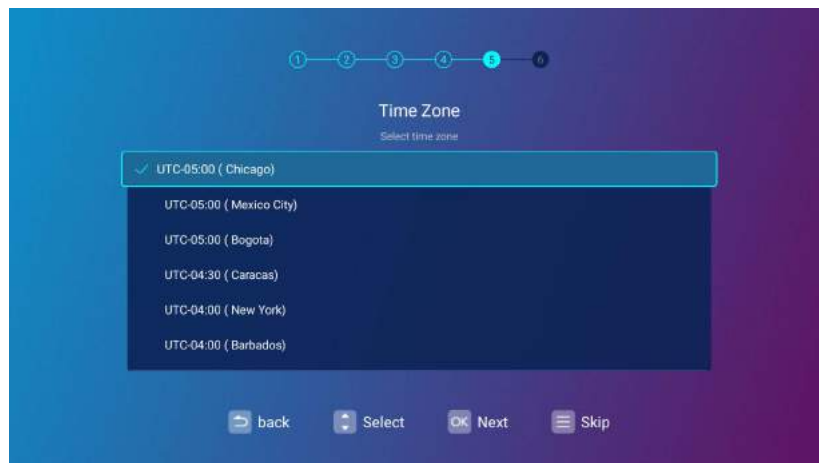 1 2 3 4 5 6
Time Zone
Select time zone
UTC-05:00 ( Chicago)
UTC-05:00 ( Mexico City)
UTC-05:00 ( Bogota)
UTC-04:30 ( Caracas)
UTC-04:00 ( New York)
UTC-04:00 ( Barbados)
back Select OK Next Skip